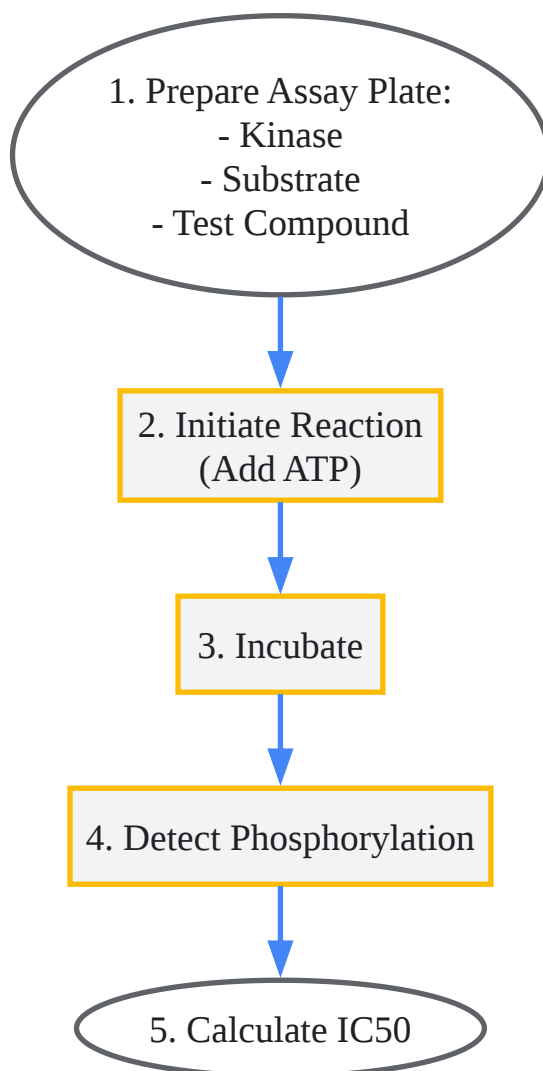 1. Prepare Assay Plate:
- Kinase
- Substrate
- Test Compound
2. Initiate Reaction
(Add ATP)
3. Incubate
4. Detect Phosphorylation
5. Calculate IC50